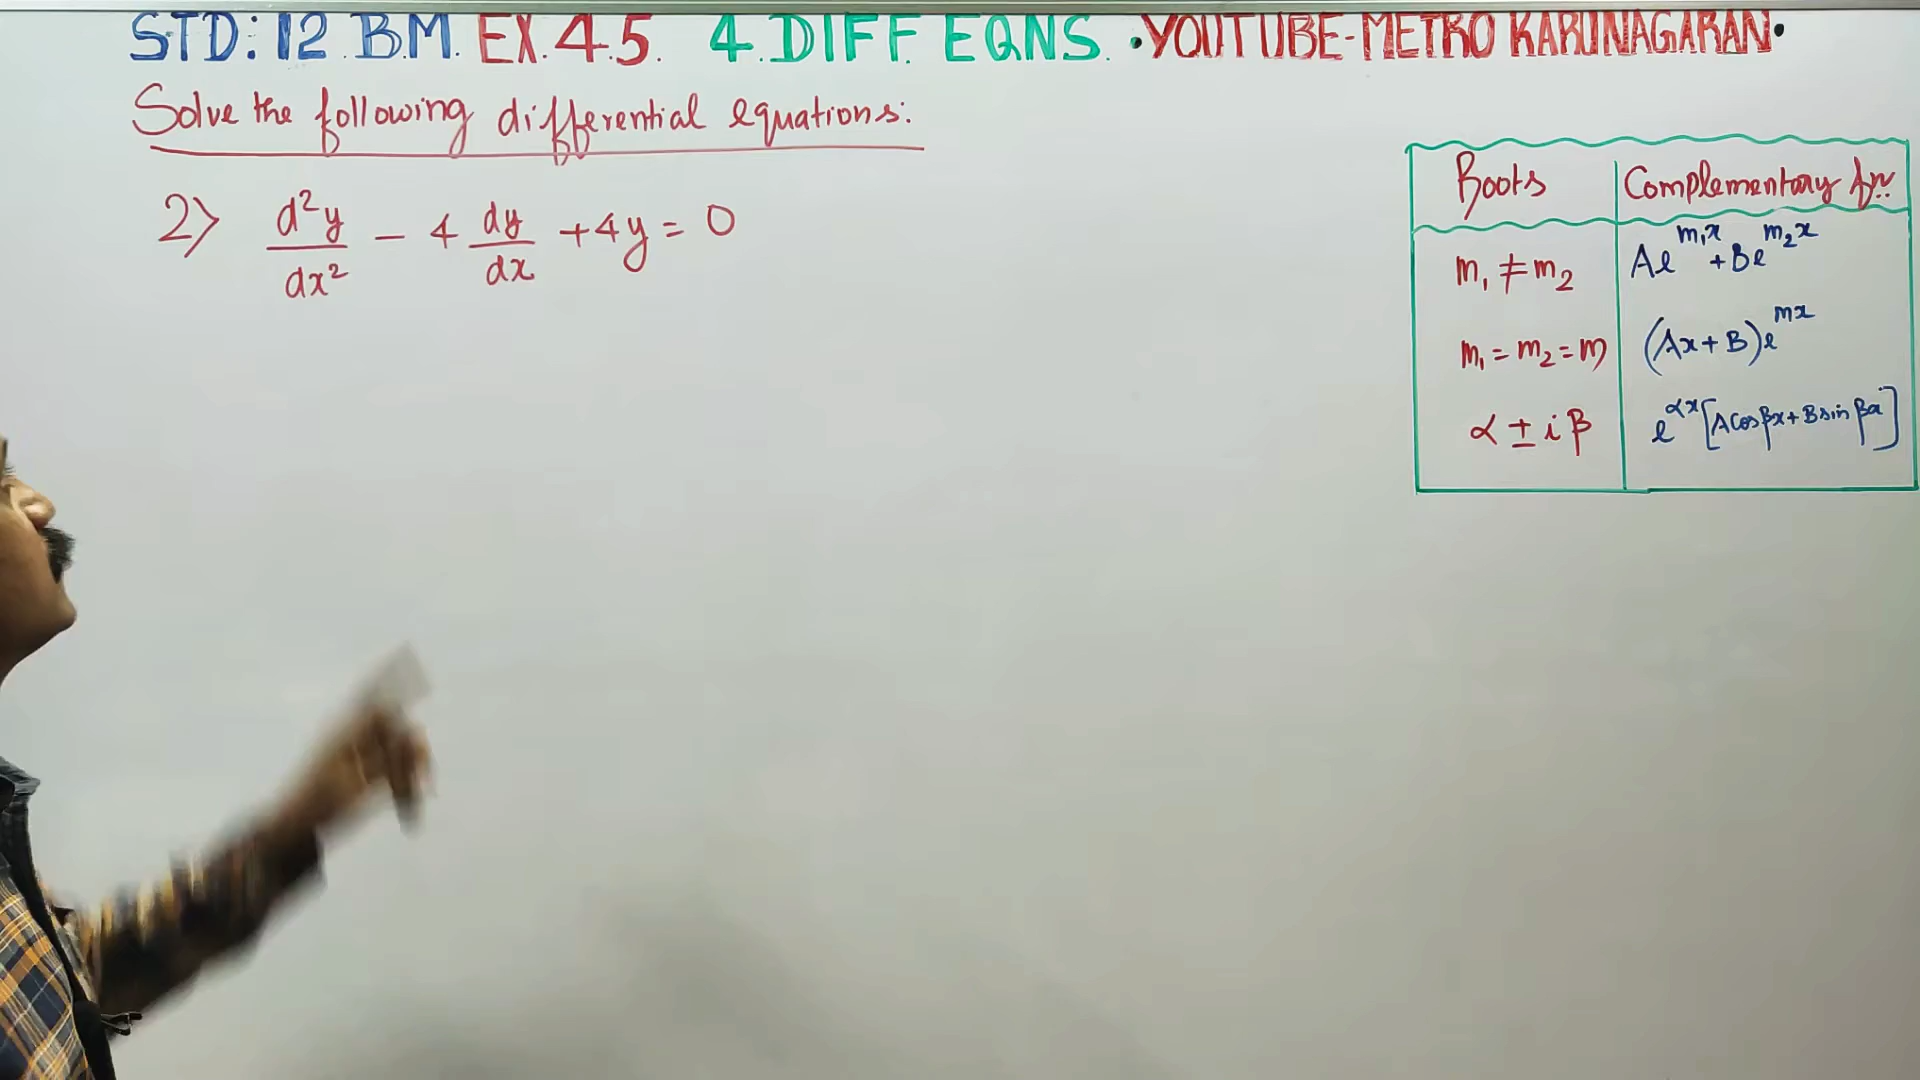 STD: 12 B.M. EX. 4.5. 4. DIFF. EQNS. •YOUTUBE-METRO KARUNAGARAN•
Solve the following differential equations:
2) d²y/dx² - 4 dy/dx + 4y = 0
Roots | Complementary fn.
m₁ ≠ m₂ | Ae^m₁x + Be^m₂x
m₁ = m₂ = m | (Ax + B)e^mx
α ± iβ | e^αx [A cos βx + B sin βx]